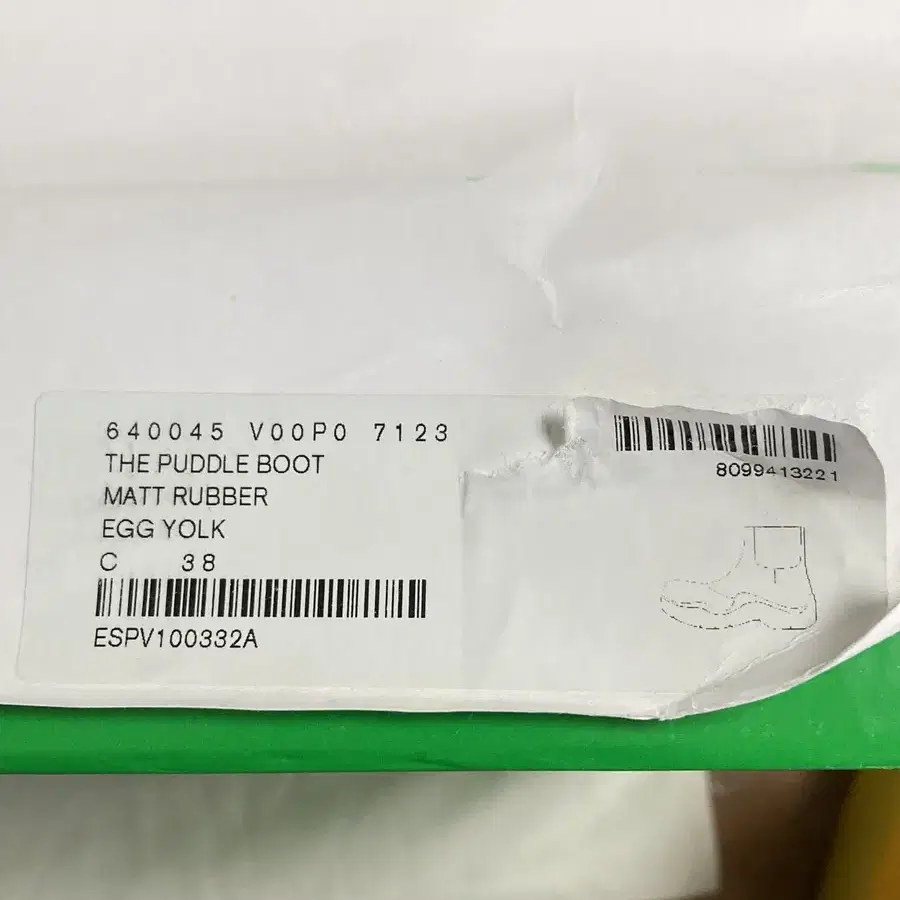 640045 V00P0 7123
THE PUDDLE BOOT
MATT RUBBER
EGG YOLK
C 38
ESPV100332A
8099413221